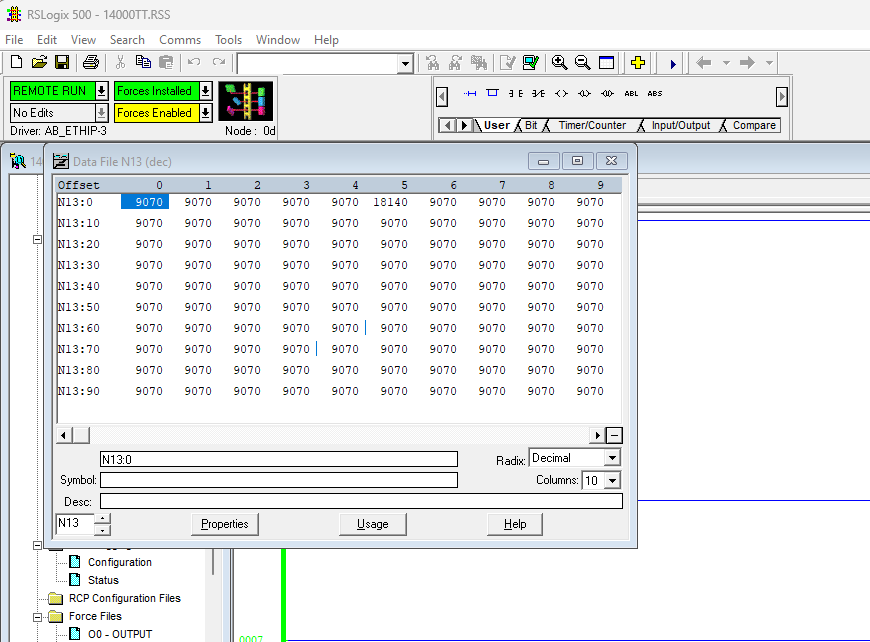 RSLogix 500 - 14000TT.RSS
File Edit View Search Comms Tools Window Help
REMOTE RUN Forces Installed
No Edits Forces Enabled
Driver: AB_ETHIP-3 Node : 0d
ABL ABS
User Bit Timer/Counter Input/Output Compare
14
Data File N13 (dec)
Offset 0 1 2 3 4 5 6 7 8 9
N13:0 9070 9070 9070 9070 9070 18140 9070 9070 9070 9070
N13:10 9070 9070 9070 9070 9070 9070 9070 9070 9070 9070
N13:20 9070 9070 9070 9070 9070 9070 9070 9070 9070 9070
N13:30 9070 9070 9070 9070 9070 9070 9070 9070 9070 9070
N13:40 9070 9070 9070 9070 9070 9070 9070 9070 9070 9070
N13:50 9070 9070 9070 9070 9070 9070 9070 9070 9070 9070
N13:60 9070 9070 9070 9070 9070 9070 9070 9070 9070 9070
N13:70 9070 9070 9070 9070 9070 9070 9070 9070 9070 9070
N13:80 9070 9070 9070 9070 9070 9070 9070 9070 9070 9070
N13:90 9070 9070 9070 9070 9070 9070 9070 9070 9070 9070
N13:0 Radix: Decimal
Symbol: Columns: 10
Desc:
N13 Properties Usage Help
Configuration
Status
RCP Configuration Files
Force Files
O0 - OUTPUT
0007